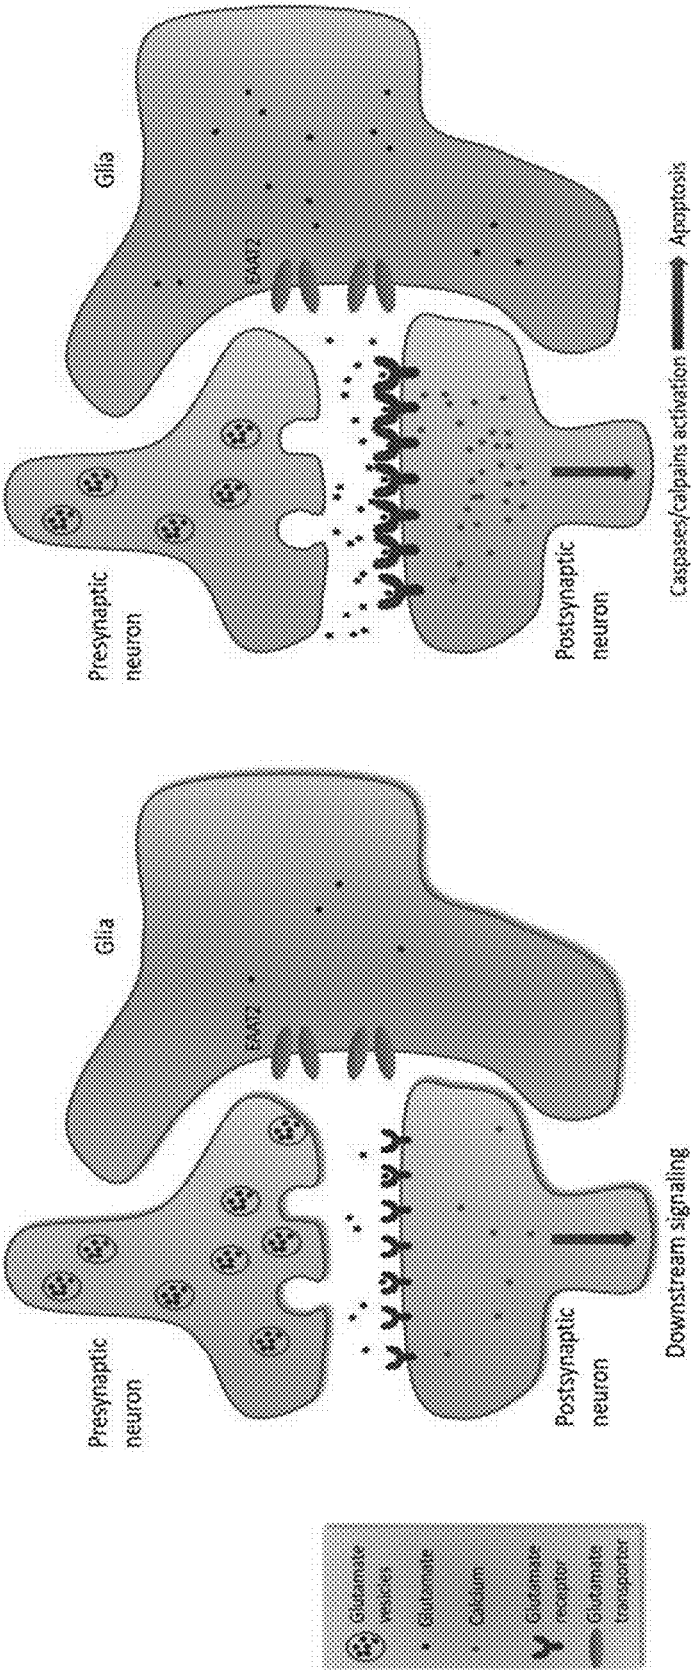 Glutamate
vesicles
Glutamate
Calcium
Glutamate
receptor
Glutamate
transporter
Presynaptic
neuron
Glia
EAAT2
Postsynaptic
neuron
Downstream signaling
Presynaptic
neuron
Glia
EAAT2
Postsynaptic
neuron
Caspases/calpains activation
Apoptosis